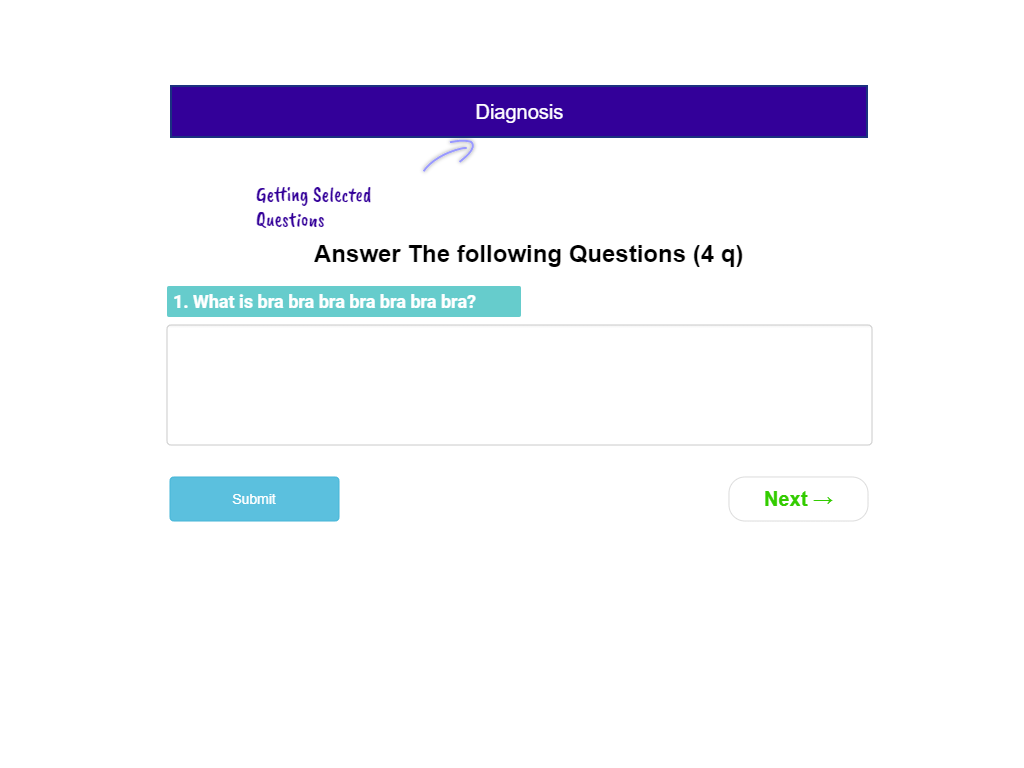 Diagnosis
Getting Selected
Questions
Answer The following Questions (4 q)
1. What is bra bra bra bra bra bra bra?
Submit
Next →